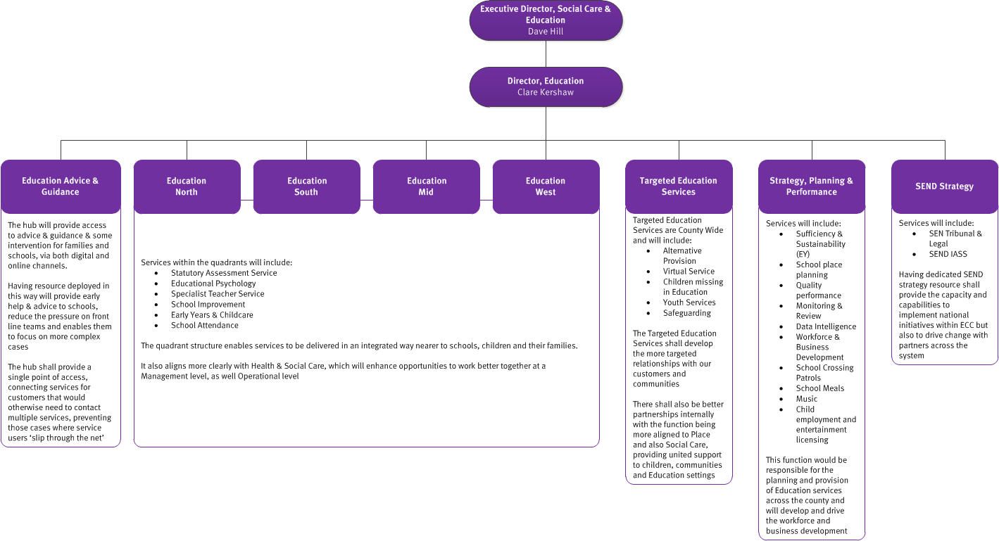 Executive Director, Social Care &
Education
Dave Hill
Director, Education
Clare Kershaw
Education Advice &
Guidance
The hub will provide access
to advice & guidance & some
intervention for families and
schools, via both digital and
online channels.
Having resource deployed in
this way will provide early
help & advice to schools,
reduce the pressure on front
line teams and enables them
to focus on more complex
cases
The hub shall provide a
single point of access,
connecting services for
customers that would
otherwise need to contact
multiple services, preventing
those cases where service
users ‘slip through the net’
Education
North
Education
South
Education
Mid
Education
West
Services within the quadrants will include:
• Statutory Assessment Service
• Educational Psychology
• Specialist Teacher Service
• School Improvement
• Early Years & Childcare
• School Attendance
The quadrant structure enables services to be delivered in an integrated way nearer to schools, children and their families.
It also aligns more clearly with Health & Social Care, which will enhance opportunities to work better together at a
Management level, as well Operational level
Targeted Education
Services
Targeted Education
Services are County Wide
and will include:
• Alternative
Provision
• Virtual Service
• Children missing
in Education
• Youth Services
• Safeguarding
The Targeted Education
Services shall develop
the more targeted
relationships with our
customers and
communities
There shall also be better
partnerships internally
with the function being
more aligned to Place
and also Social Care,
providing united support
to children, communities
and Education settings
Strategy, Planning &
Performance
Services will include:
• Sufficiency &
Sustainability
(EY)
• School place
planning
• Quality
performance
• Monitoring &
Review
• Data Intelligence
• Workforce &
Business
Development
• School Crossing
Patrols
• School Meals
• Music
• Child
employment and
entertainment
licensing
This function would be
responsible for the
planning and provision
of Education services
across the county and
will develop and drive
the workforce and
business development
SEND Strategy
Services will include:
• SEN Tribunal &
Legal
• SEND IASS
Having dedicated SEND
strategy resource shall
provide the capacity and
capabilities to
implement national
initiatives within ECC but
also to drive change with
partners across the
system